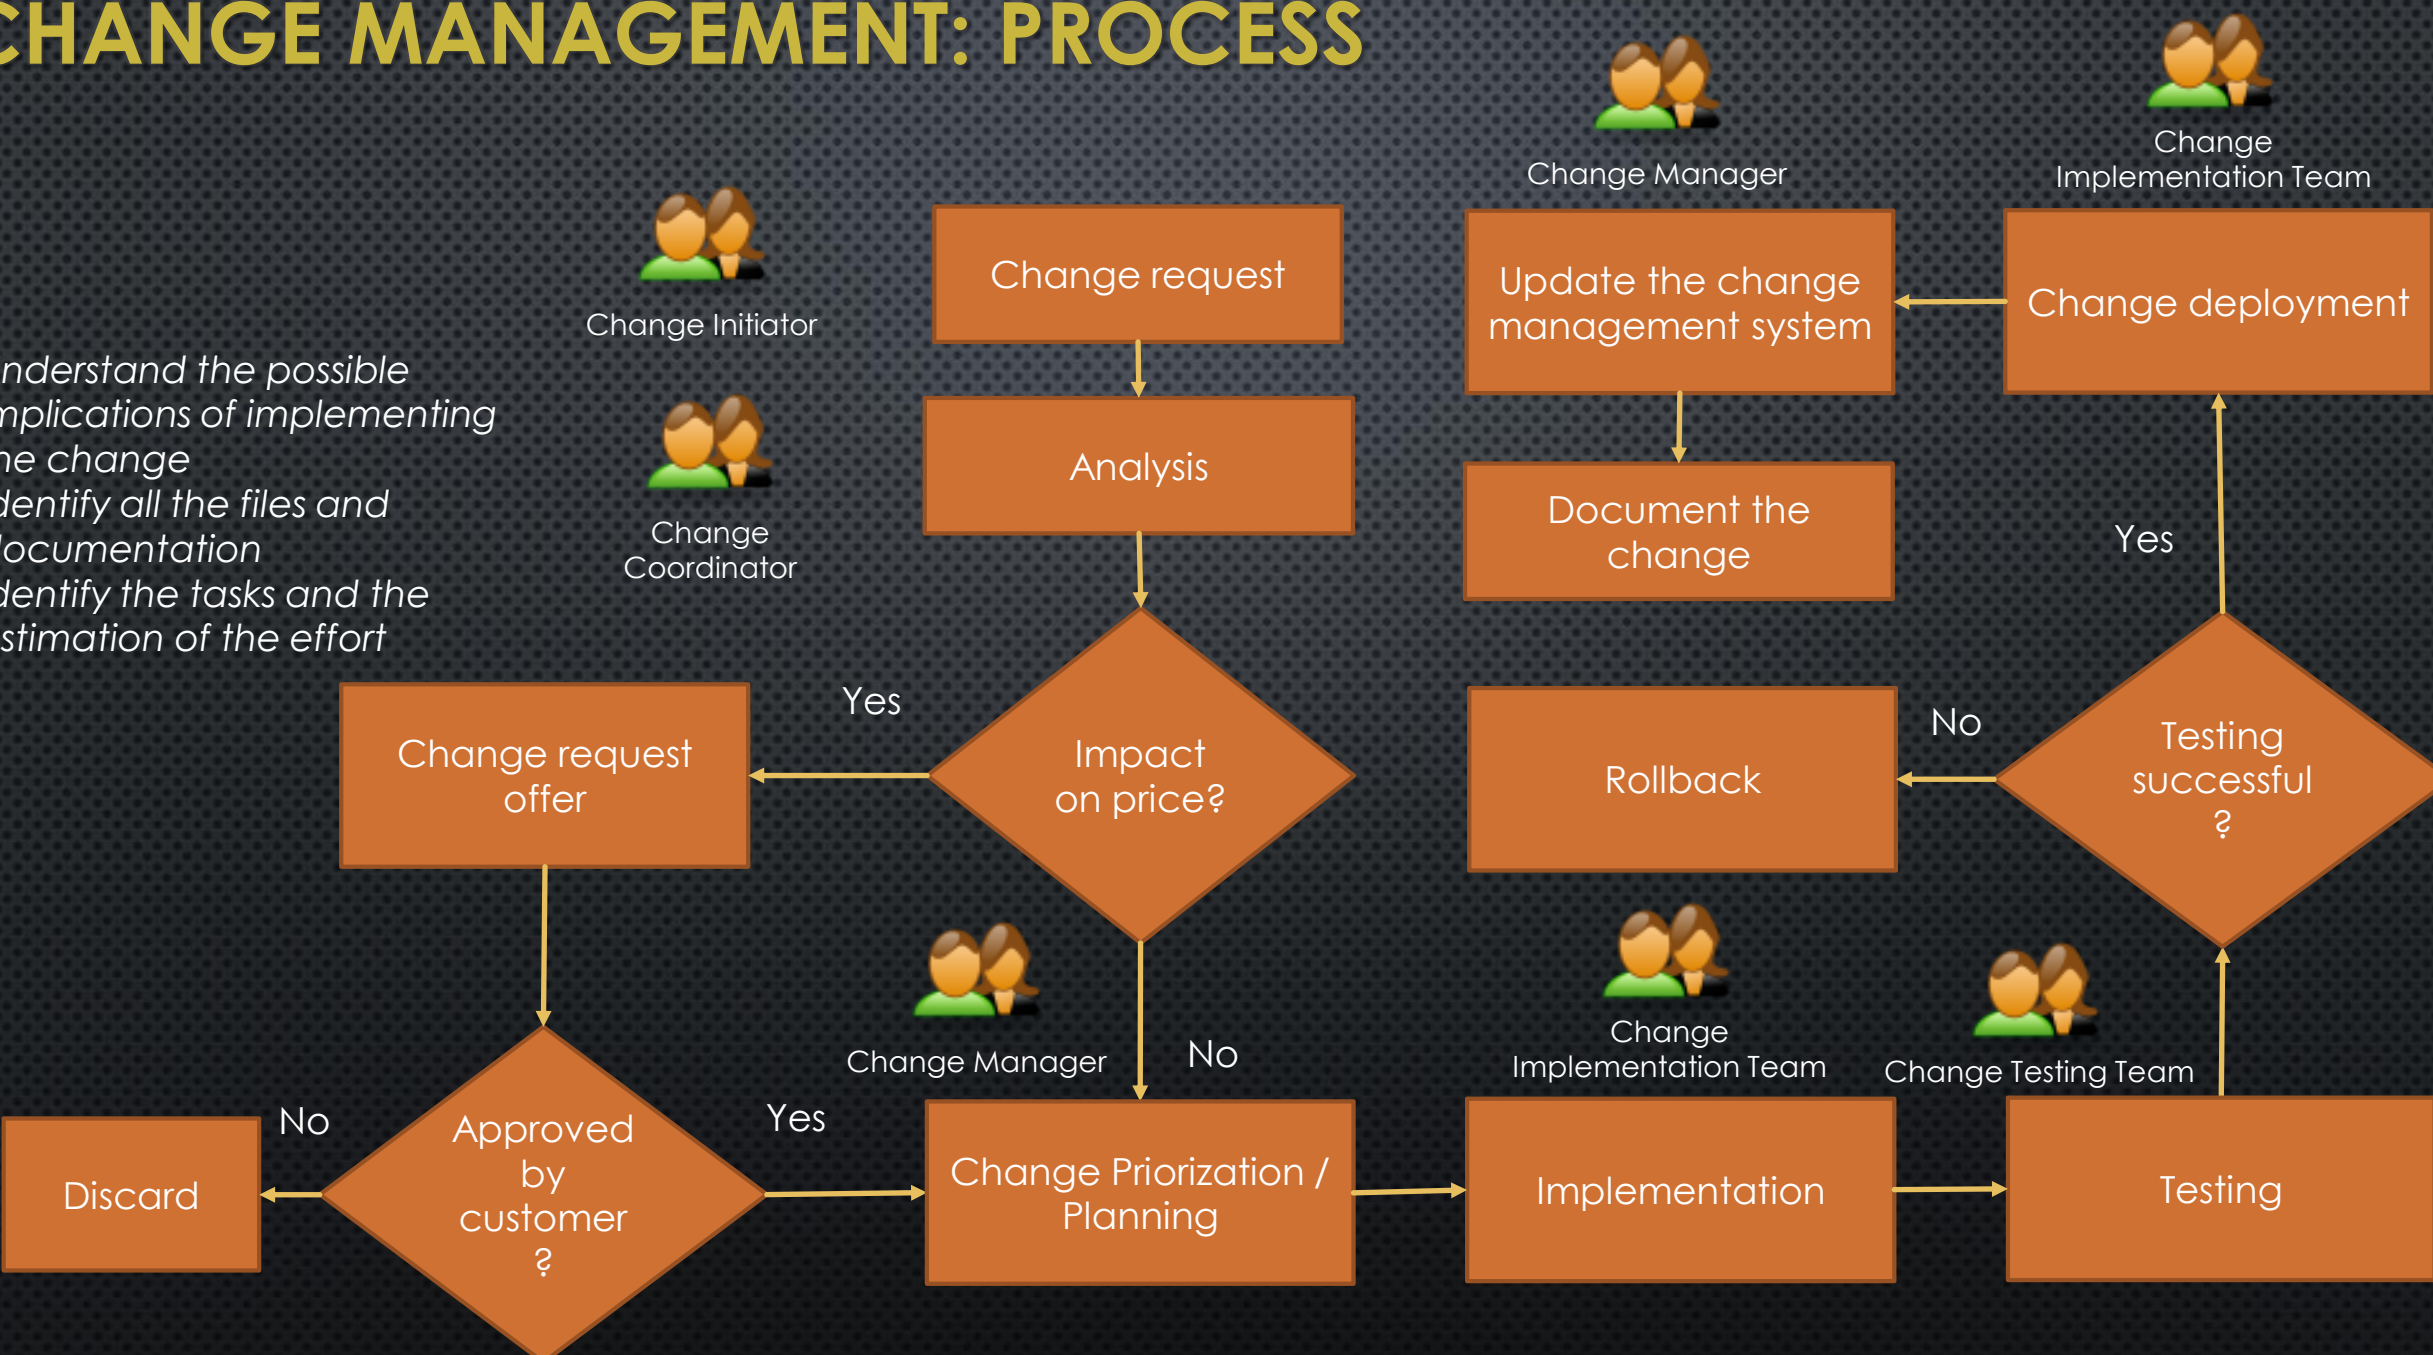 CHANGE MANAGEMENT: PROCESS
Change Initiator
Change request
Change Manager
Update the change
management system
Change
Implementation Team
Change deployment
nderstand the possible
mplications of implementing
he change
dentify all the files and
documentation
dentify the tasks and the
stimation of the effort
Change
Coordinator
Analysis
Document the
change
Yes
Change request
offer
Yes
Impact
on price?
Rollback
No
Testing
successful
?
Change Manager
No
Change
Implementation Team
Change Testing Team
Discard
No
Approved
by
customer
?
Yes
Change Priorization /
Planning
Implementation
Testing